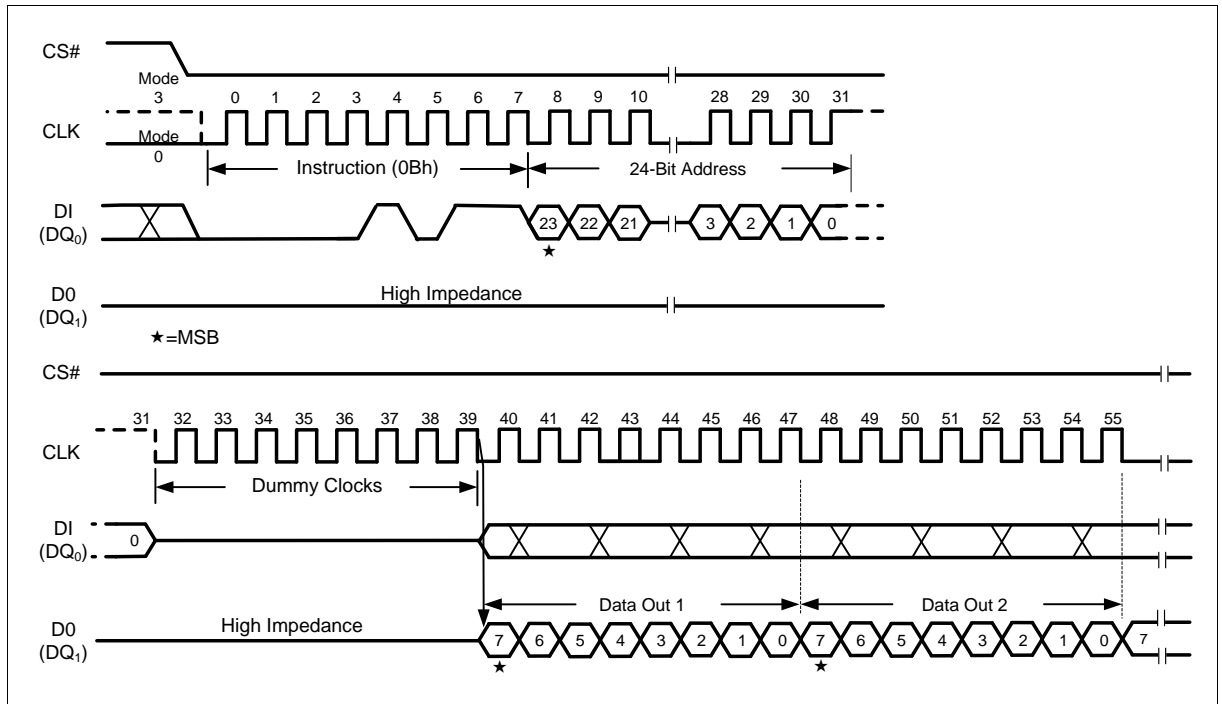 CS#
Mode
3 0 1 2 3 4 5 6 7 8 9 10 28 29 30 31
CLK
Mode
0
Instruction (0Bh) 24-Bit Address
DI
(DQ0) 23 22 21 3 2 1 0
★
D0
(DQ1) High Impedance
★=MSB
CS#
31 32 33 34 35 36 37 38 39 40 41 42 43 44 45 46 47 48 49 50 51 52 53 54 55
CLK
Dummy Clocks
DI
(DQ0) 0
Data Out 1 Data Out 2
D0
(DQ1) High Impedance 7 6 5 4 3 2 1 0 7 6 5 4 3 2 1 0 7
★ ★